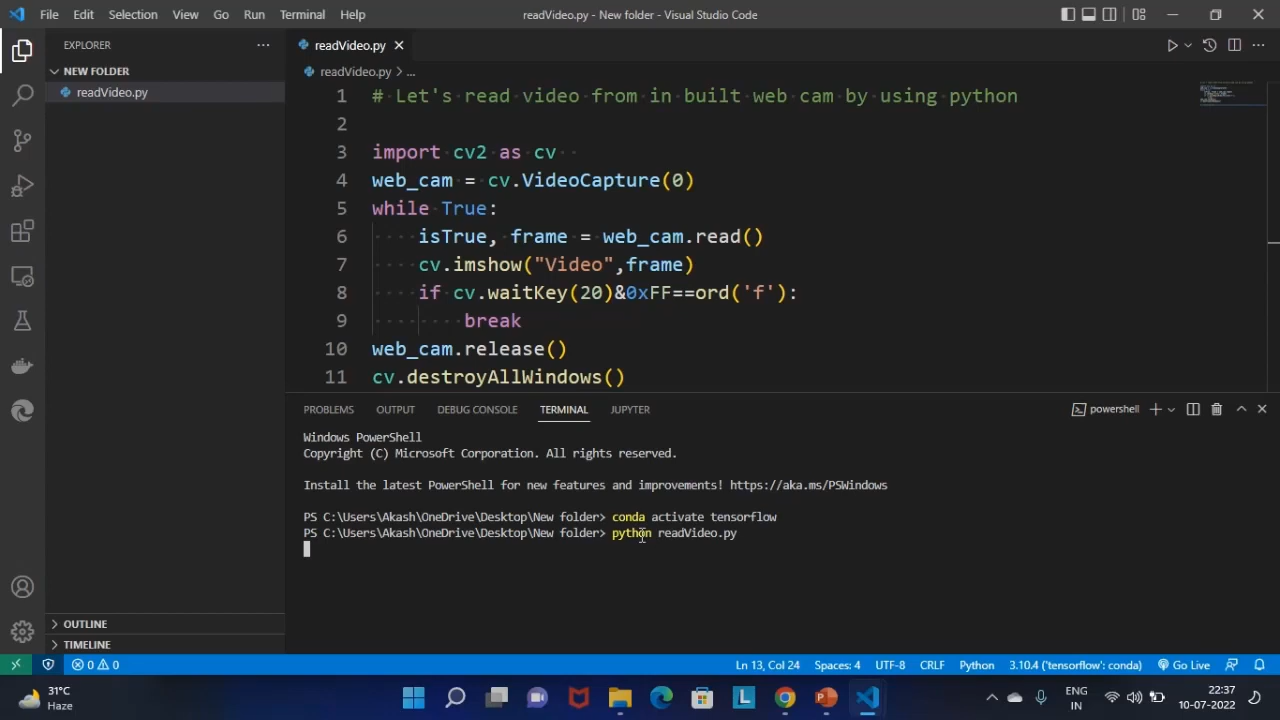 File Edit Selection View Go Run Terminal Help
readVideo.py - New folder - Visual Studio Code
EXPLORER
NEW FOLDER
readVideo.py
OUTLINE
TIMELINE
readVideo.py
readVideo.py > ...
1 # Let's read video from in built web cam by using python
2
3 import cv2 as cv
4 web_cam = cv.VideoCapture(0)
5 while True:
6 isTrue, frame = web_cam.read()
7 cv.imshow("Video",frame)
8 if cv.waitKey(20)&0xFF==ord('f'):
9 break
10 web_cam.release()
11 cv.destroyAllWindows()
PROBLEMS OUTPUT DEBUG CONSOLE TERMINAL JUPYTER
powershell
Windows PowerShell
Copyright (C) Microsoft Corporation. All rights reserved.
Install the latest PowerShell for new features and improvements! https://aka.ms/PSWindows
PS C:\Users\Akash\OneDrive\Desktop\New folder> conda activate tensorflow
PS C:\Users\Akash\OneDrive\Desktop\New folder> python readVideo.py
0 0
Ln 13, Col 24 Spaces: 4 UTF-8 CRLF Python 3.10.4 ('tensorflow': conda) Go Live
31°C
Haze
ENG
IN
22:37
10-07-2022